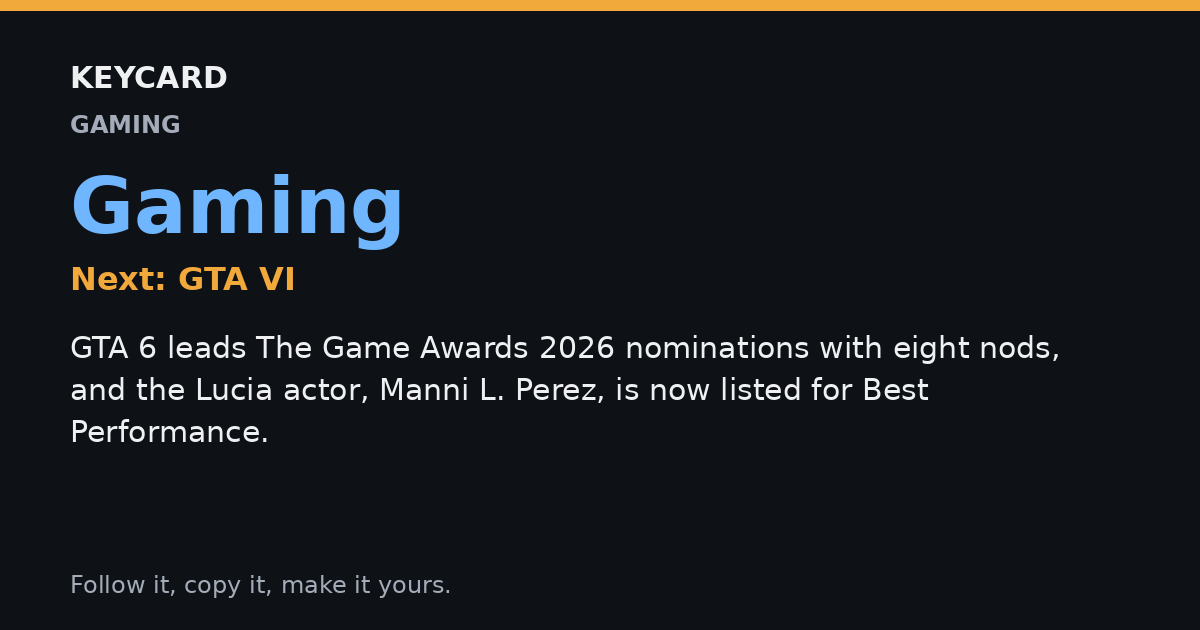 KEYCARD
GAMING
Gaming
Next: GTA VI
GTA 6 leads The Game Awards 2026 nominations with eight nods,
and the Lucia actor, Manni L. Perez, is now listed for Best
Performance.
Follow it, copy it, make it yours.